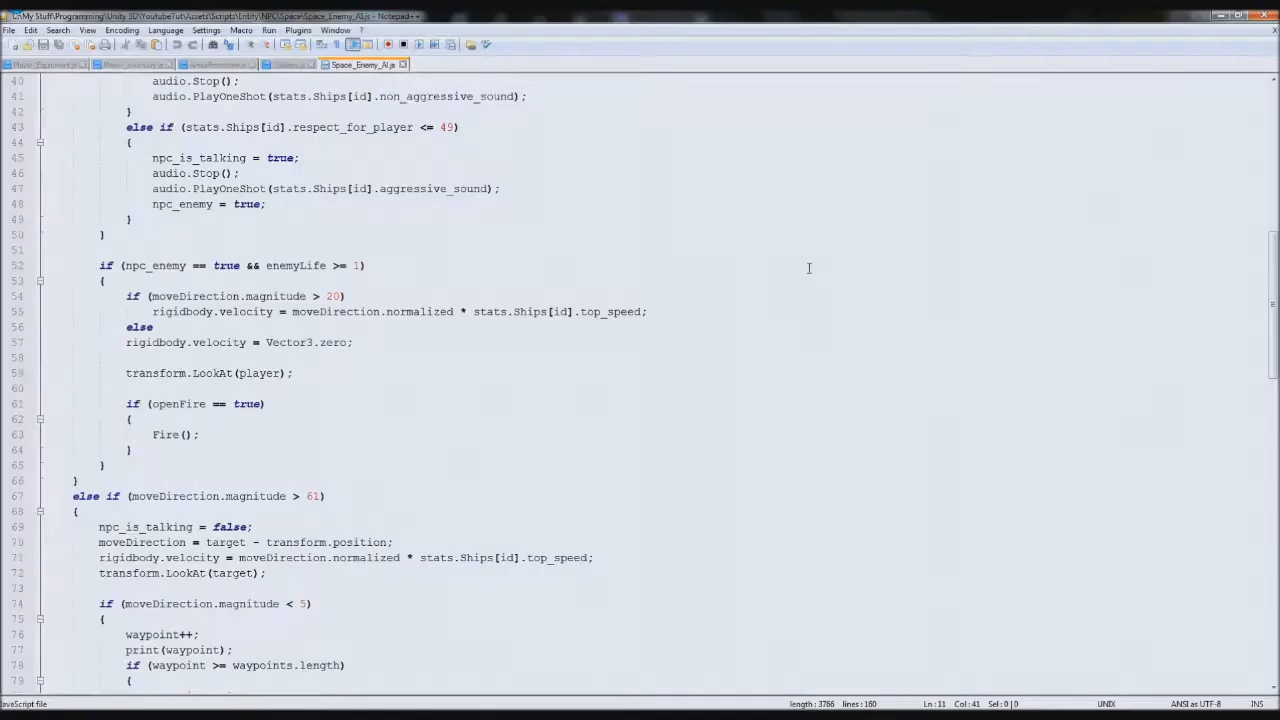 C:\My Stuff\Programming\Unity 3D\YoutubeTut\Assets\Scripts\Entity\NPC\Space\Space_Enemy_AI.js - Notepad++
File Edit Search View Encoding Language Settings Macro Run Plugins Window X
Space_Enemy_AI.js
40 audio.Stop();
41 audio.PlayOneShot(stats.Ships[id].non_aggressive_sound);
42 }
43 else if (stats.Ships[id].respect_for_player <= 49)
44 {
45 npc_is_talking = true;
46 audio.Stop();
47 audio.PlayOneShot(stats.Ships[id].aggressive_sound);
48 npc_enemy = true;
49 }
50 }
51
52 if (npc_enemy == true && enemyLife >= 1)
53 {
54 if (moveDirection.magnitude > 20)
55 rigidbody.velocity = moveDirection.normalized * stats.Ships[id].top_speed;
56 else
57 rigidbody.velocity = Vector3.zero;
58
59 transform.LookAt(player);
60
61 if (openFire == true)
62 {
63 Fire();
64 }
65 }
66 }
67 else if (moveDirection.magnitude > 61)
68 {
69 npc_is_talking = false;
70 moveDirection = target - transform.position;
71 rigidbody.velocity = moveDirection.normalized * stats.Ships[id].top_speed;
72 transform.LookAt(target);
73
74 if (moveDirection.magnitude < 5)
75 {
76 waypoint++;
77 print(waypoint);
78 if (waypoint >= waypoints.length)
79 {
JavaScript file length : 3766 lines : 160 Ln : 11 Col : 41 Sel : 0 | 0 UNIX ANSI as UTF-8 INS